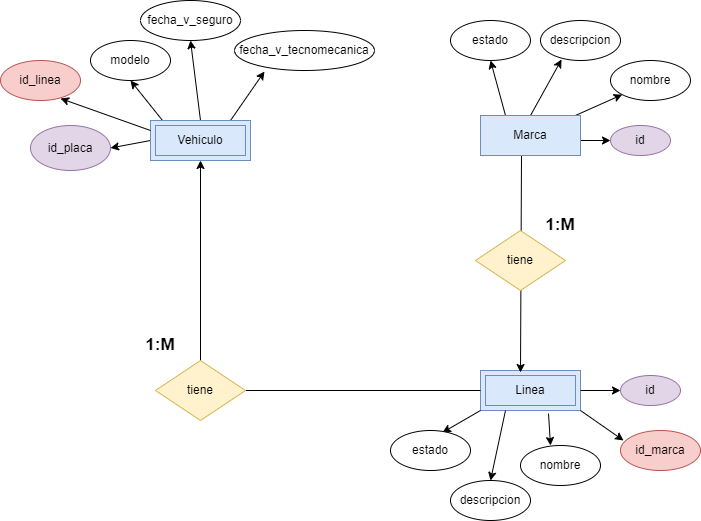 fecha_v_seguro
fecha_v_tecnomecanica
modelo
id_linea
id_placa
Vehiculo
estado
descripcion
nombre
Marca
id
1:M
tiene
1:M
tiene
Linea
id
estado
descripcion
nombre
id_marca